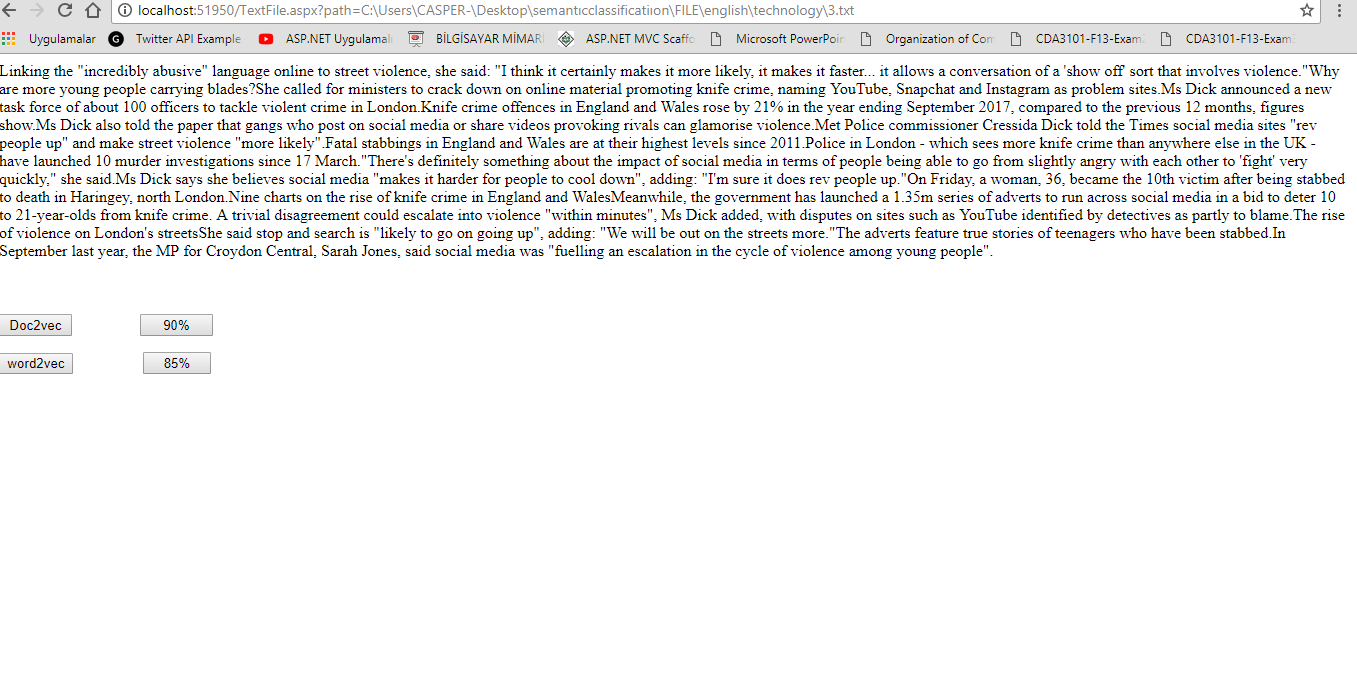 localhost:51950/TextFile.aspx?path=C:\Users\CASPER-\Desktop\semanticclassificatiion\FILE\english\technology\3.txt
Uygulamalar G Twitter API Example ASP.NET Uygulamal BİLGİSAYAR MİMARİ ASP.NET MVC Scaffo Microsoft PowerPoin Organization of Com CDA3101-F13-Exam2 CDA3101-F13-Exam2
Linking the "incredibly abusive" language online to street violence, she said: "I think it certainly makes it more likely, it makes it faster... it allows a conversation of a 'show off' sort that involves violence."Why
are more young people carrying blades?She called for ministers to crack down on online material promoting knife crime, naming YouTube, Snapchat and Instagram as problem sites.Ms Dick announced a new
task force of about 100 officers to tackle violent crime in London.Knife crime offences in England and Wales rose by 21% in the year ending September 2017, compared to the previous 12 months, figures
show.Ms Dick also told the paper that gangs who post on social media or share videos provoking rivals can glamorise violence.Met Police commissioner Cressida Dick told the Times social media sites "rev
people up" and make street violence "more likely".Fatal stabbings in England and Wales are at their highest levels since 2011.Police in London - which sees more knife crime than anywhere else in the UK -
have launched 10 murder investigations since 17 March."There's definitely something about the impact of social media in terms of people being able to go from slightly angry with each other to 'fight' very
quickly," she said.Ms Dick says she believes social media "makes it harder for people to cool down", adding: "I'm sure it does rev people up."On Friday, a woman, 36, became the 10th victim after being stabbed
to death in Haringey, north London.Nine charts on the rise of knife crime in England and WalesMeanwhile, the government has launched a 1.35m series of adverts to run across social media in a bid to deter 10
to 21-year-olds from knife crime. A trivial disagreement could escalate into violence "within minutes", Ms Dick added, with disputes on sites such as YouTube identified by detectives as partly to blame.The rise
of violence on London's streetsShe said stop and search is "likely to go on going up", adding: "We will be out on the streets more."The adverts feature true stories of teenagers who have been stabbed.In
September last year, the MP for Croydon Central, Sarah Jones, said social media was "fuelling an escalation in the cycle of violence among young people".
Doc2vec 90%
word2vec 85%